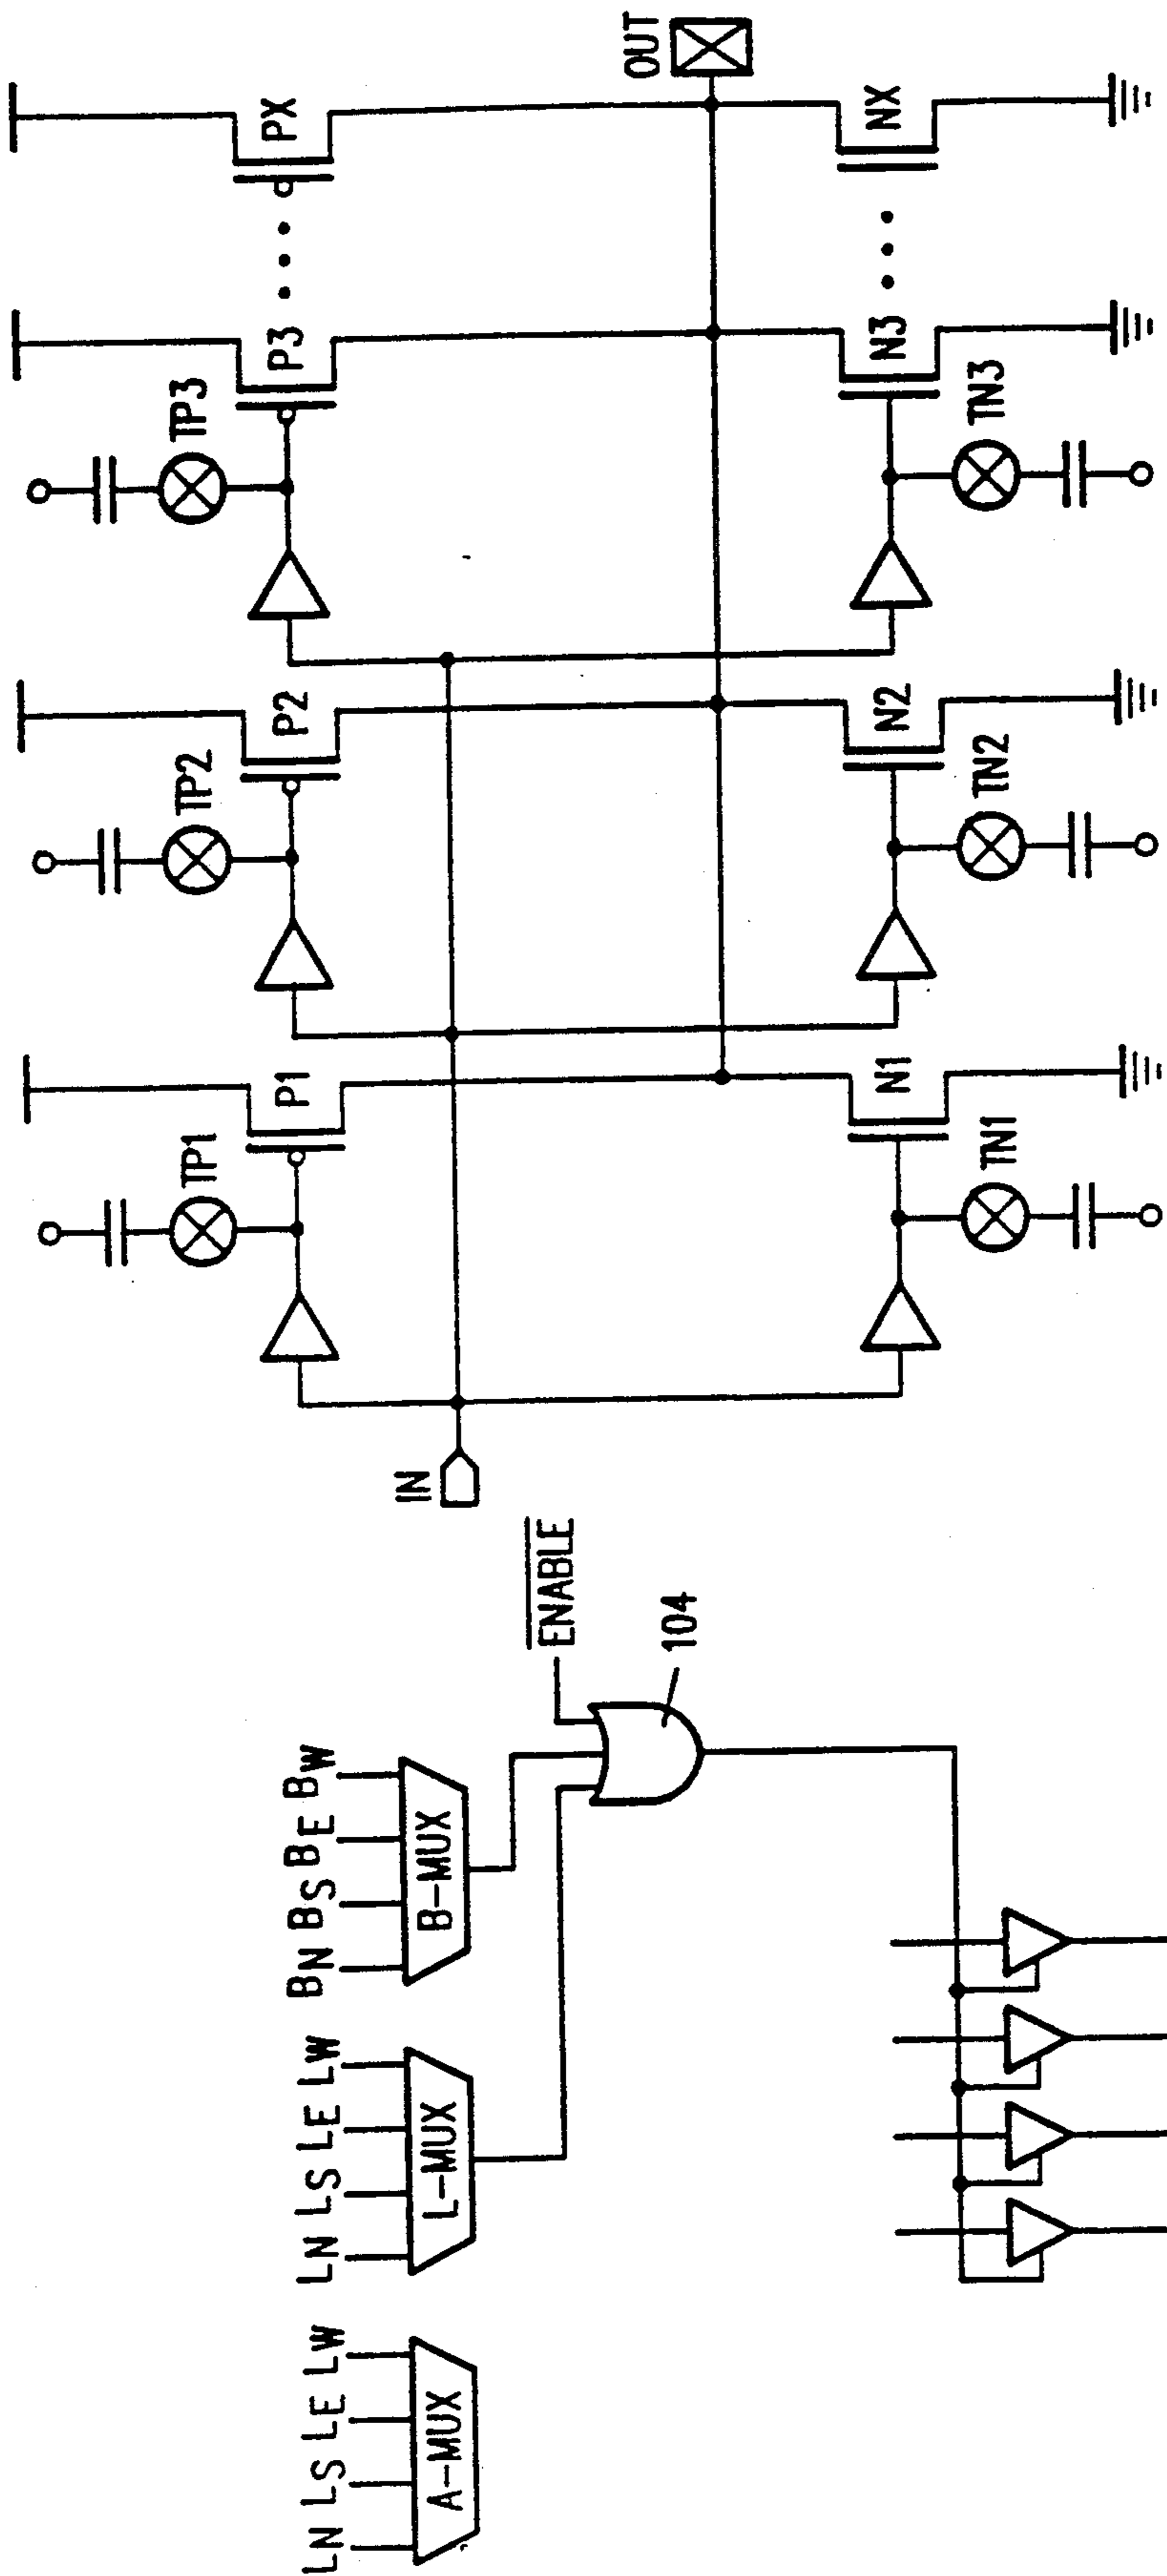 LN LS LE LW
A-MUX
LN LS LE LW
L-MUX
BN BS BE BW
B-MUX
ENABLE
104
IN
TP1
P1
TP2
P2
TP3
P3
PX
OUT
N1
TN1
N2
TN2
N3
TN3
NX